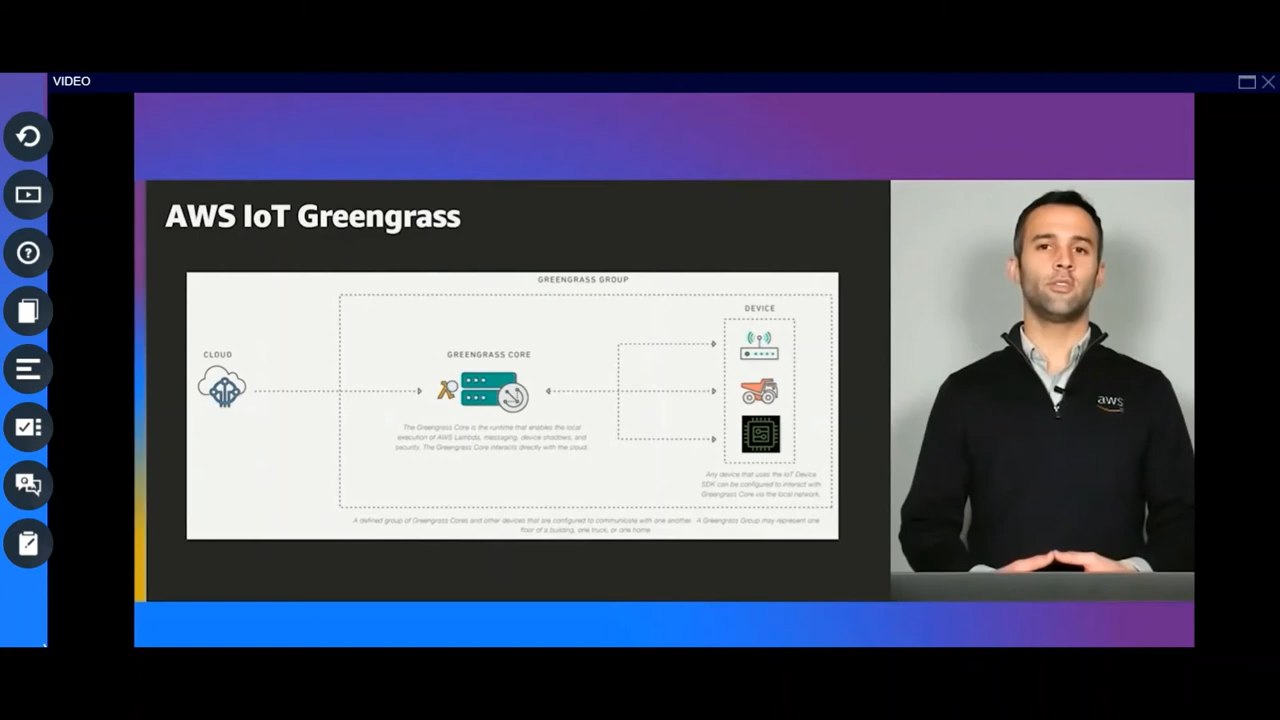 VIDEO
AWS IoT Greengrass
GREENGRASS GROUP
DEVICE
CLOUD
GREENGRASS CORE
The Greengrass Core is the runtime that enables the local
execution of AWS Lambda, messaging, device shadows, and
security. The Greengrass Core interacts directly with the cloud.
Any device that uses the IoT Device
SDK can be configured to interact with
Greengrass Core via the local network.
A defined group of Greengrass Cores and other devices that are configured to communicate with one another. A Greengrass Group may represent one
floor of a building, one truck, or one home.
aws